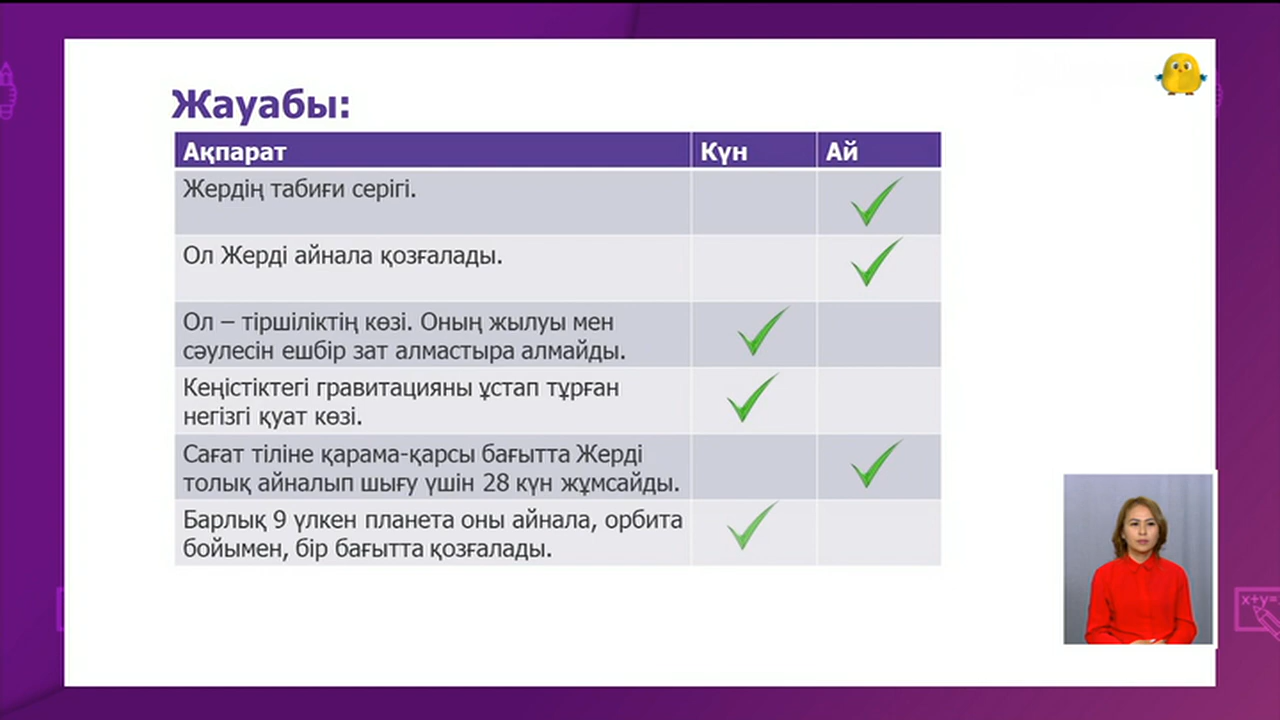 Жауабы:
Ақпарат Күн Ай
Жердің табиғи серігі.
Ол Жерді айнала қозғалады.
Ол – тіршіліктің көзі. Оның жылуы мен
сәулесін ешбір зат алмастыра алмайды.
Кеңістіктегі гравитацияны ұстап тұрған
негізгі қуат көзі.
Сағат тіліне қарама-қарсы бағытта Жерді
толық айналып шығу үшін 28 күн жұмсайды.
Барлық 9 үлкен планета оны айнала, орбита
бойымен, бір бағытта қозғалады.
x+y=